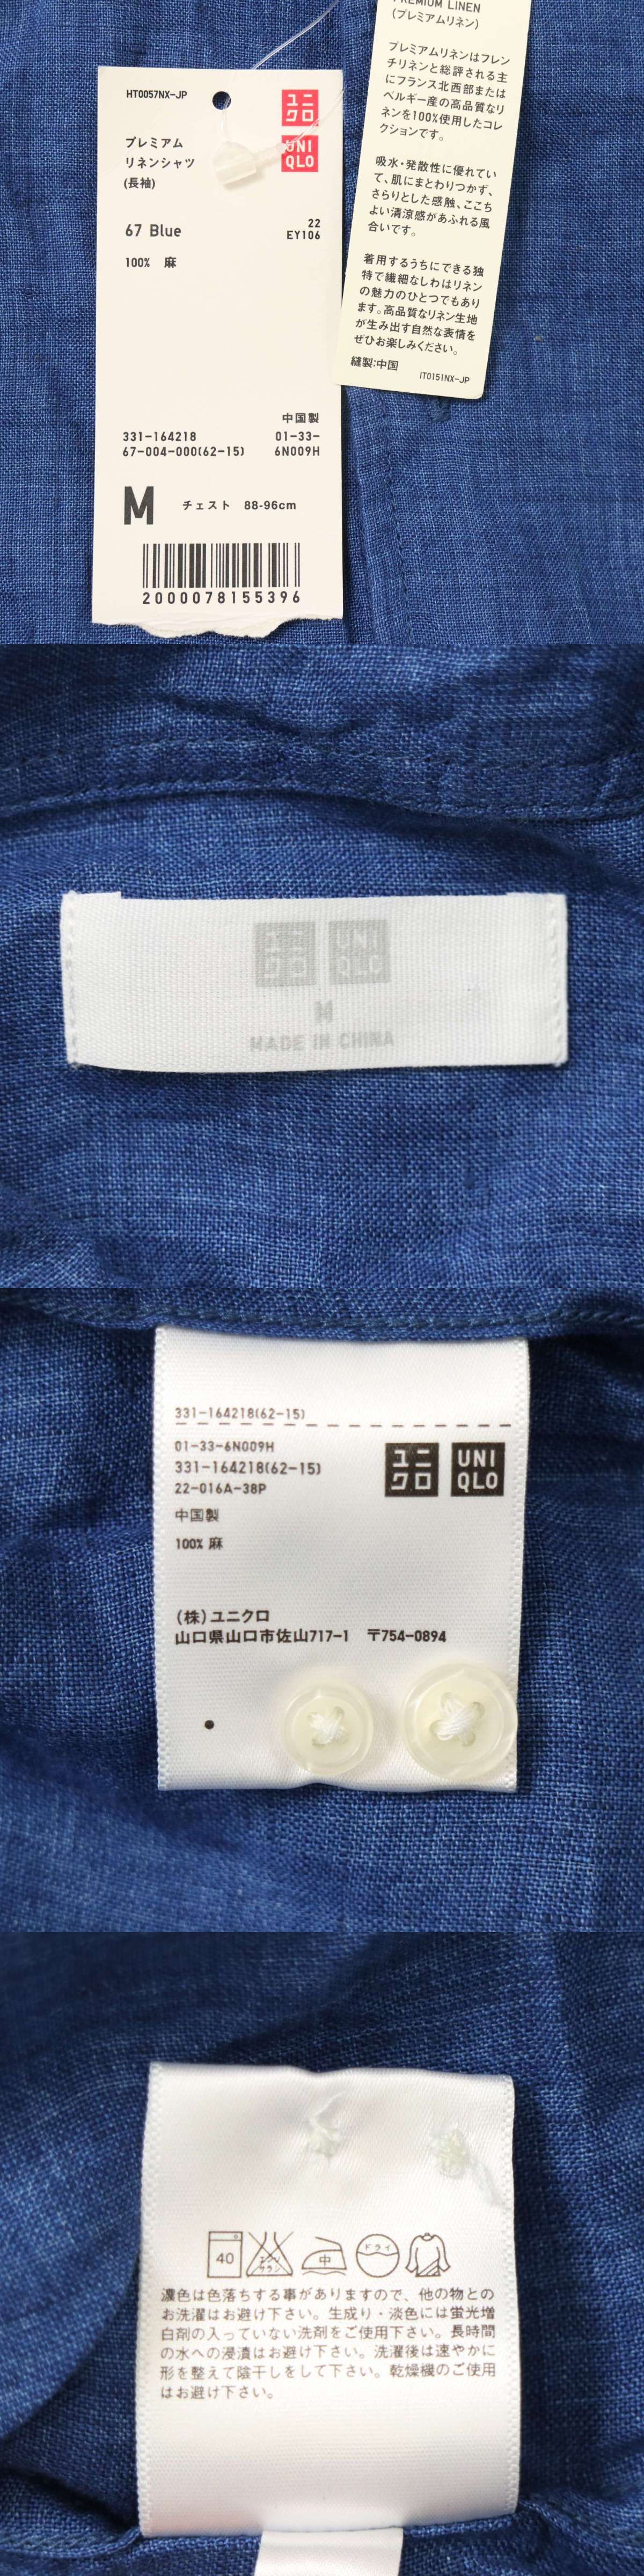 HT0057NX-JP
ユニ
クロ
UNI
QLO
プレミアム
リネンシャツ
(長袖)
67 Blue
22
EY106
100% 麻
中国製
331-164218
01-33-
67-004-000(62-15)
6N009H
M
チェスト 88-96cm
2000078155396
PREMIUM LINEN
(プレミアムリネン)
プレミアムリネンはフレン
チリネンと総評される主
にフランス北西部または
ベルギー産の高品質なリ
ネンを100%使用したコレ
クションです。
吸水・発散性に優れてい
て、肌にまとわりつかず、
さらりとした感触、ここち
よい清涼感があふれる風
合いです。
着用するうちにできる独
特で繊細なしわはリネン
の魅力のひとつでもあり
ます。高品質なリネン生地
が生み出す自然な表情を
ぜひお楽しみください。
縫製:中国
IT0151NX-JP
ユニ
クロ
UNI
QLO
M
MADE IN CHINA
331-164218(62-15)
01-33-6N009H
331-164218(62-15)
22-016A-38P
中国製
100% 麻
ユニ
クロ
UNI
QLO
(株)ユニクロ
山口県山口市佐山717-1 〒754-0894
40
エンソ
サラシ
中
ドライ
濃色は色落ちする事がありますので、他の物との
お洗濯はお避け下さい。生成り・淡色には蛍光増
白剤の入っていない洗剤をご使用下さい。長時間
の水への浸漬はお避け下さい。洗濯後は速やかに
形を整えて陰干しをして下さい。乾燥機のご使用
はお避け下さい。